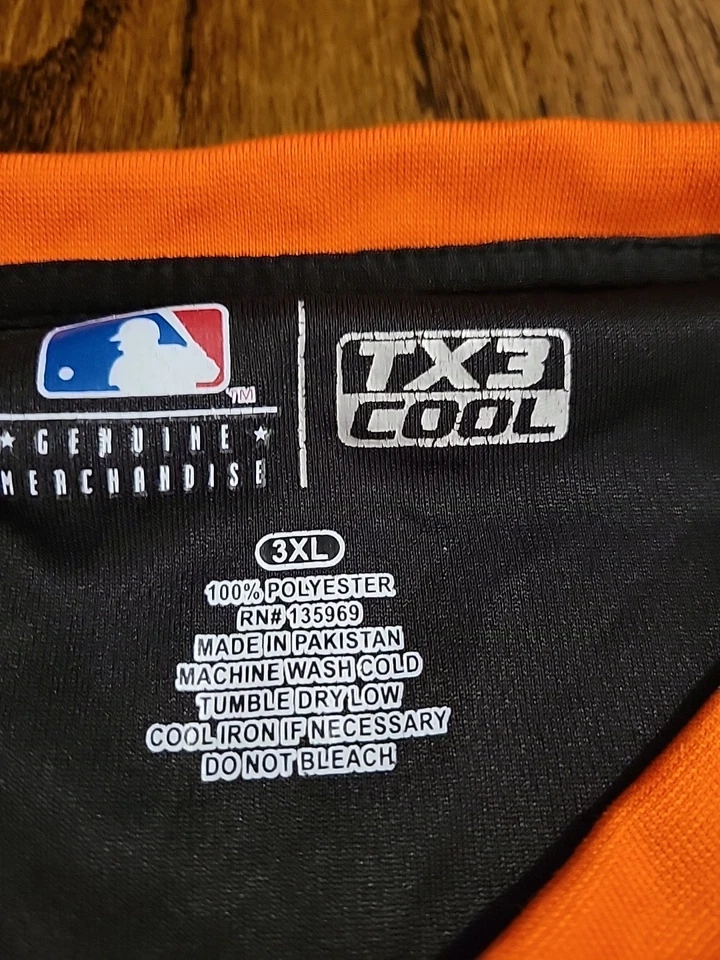 TM
★ GENUINE ★
MERCHANDISE
TX3
COOL
3XL
100% POLYESTER
RN# 135969
MADE IN PAKISTAN
MACHINE WASH COLD
TUMBLE DRY LOW
COOL IRON IF NECESSARY
DO NOT BLEACH